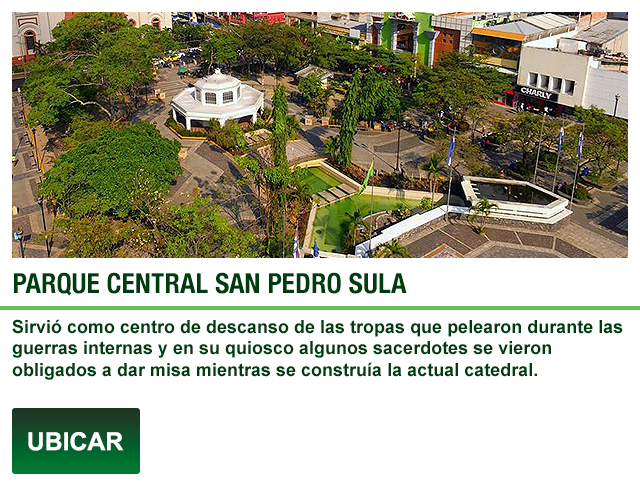 CHARLY
PARQUE CENTRAL SAN PEDRO SULA
Sirvió como centro de descanso de las tropas que pelearon durante las
guerras internas y en su quiosco algunos sacerdotes se vieron
obligados a dar misa mientras se construía la actual catedral.
UBICAR